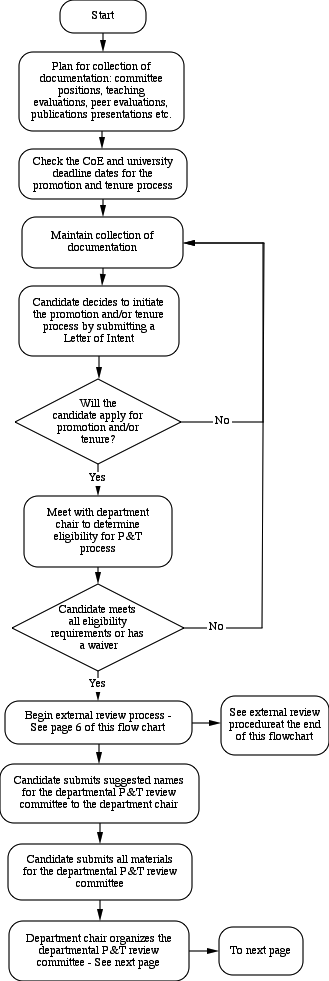 Start
Plan for collection of
documentation: committee
positions, teaching
evaluations, peer evaluations,
publications presentations etc.
Check the CoE and university
deadline dates for the
promotion and tenure process
Maintain collection of
documentation
Candidate decides to initiate
the promotion and/or tenure
process by submitting a
Letter of Intent
Will the
candidate apply for
promotion and/or
tenure?
No
Yes
Meet with department
chair to determine
eligibility for P&T
process
Candidate meets
all eligibility
requirements or has
a waiver
No
Yes
Begin external review process -
See page 6 of this flow chart
See external review
procedureat the end
of this flowchart
Candidate submits suggested names
for the departmental P&T review
committee to the department chair
Candidate submits all materials
for the departmental P&T review
committee
Department chair organizes the
departmental P&T review
committee - See next page
To next page